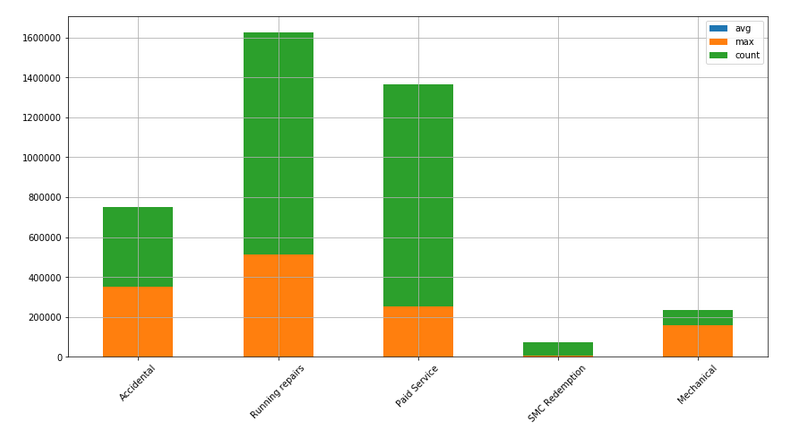 avg
max
count
1600000
1400000
1200000
1000000
800000
600000
400000
200000
0
Accidental
Running repairs
Paid Service
SMC Redemption
Mechanical